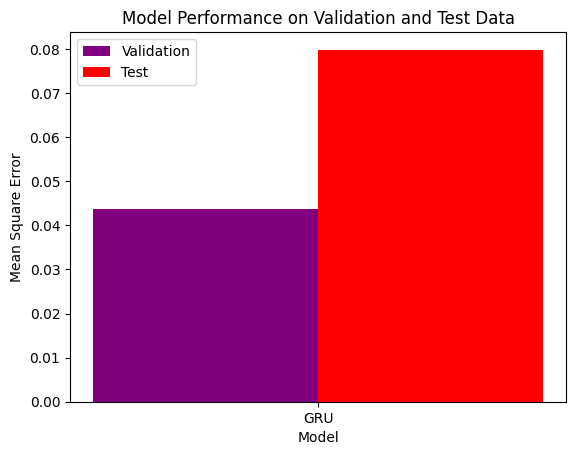 Model Performance on Validation and Test Data
Validation
Test
Mean Square Error
0.08
0.07
0.06
0.05
0.04
0.03
0.02
0.01
0.00
GRU
Model